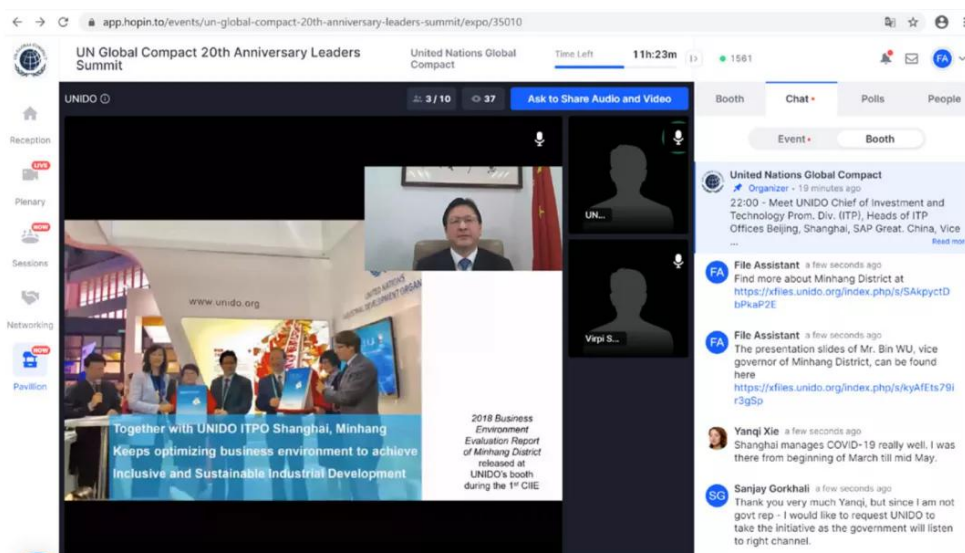 app.hopin.to/events/un-global-compact-20th-anniversary-leaders-summit/expo/35010
UN Global Compact 20th Anniversary Leaders
Summit
United Nations Global
Compact
Time Left
11h:23m
1561
FA
UNIDO
3 / 10
37
Ask to Share Audio and Video
Reception
LIVE
Plenary
NOW
Sessions
Networking
NOW
Pavillion
UN...
Virpi S...
www.unido.org
UNITED NATIONS
INDUSTRIAL DEVELOPMENT ORGAN
Together with UNIDO ITPO Shanghai, Minhang
Keeps optimizing business environment to achieve
Inclusive and Sustainable Industrial Development
2018 Business
Environment
Evaluation Report
of Minhang District
released at
UNIDO's booth
during the 1st CIIE
Booth
Chat
Polls
People
Event
Booth
United Nations Global Compact
Organizer - 19 minutes ago
22:00 - Meet UNIDO Chief of Investment and
Technology Prom. Div. (ITP), Heads of ITP
Offices Beijing, Shanghai, SAP Great. China, Vice
...
Read more
FA
File Assistant a few seconds ago
Find more about Minhang District at
https://xfiles.unido.org/index.php/s/SAkpyctD
bPkaP2E
FA
File Assistant a few seconds ago
The presentation slides of Mr. Bin WU, vice
governor of Minhang District, can be found
here
https://xfiles.unido.org/index.php/s/kyAfEts79i
r3gSp
Yanqi Xie a few seconds ago
Shanghai manages COVID-19 really well. I was
there from beginning of March till mid May.
SG
Sanjay Gorkhali a few seconds ago
Thank you very much Yanqi, but since I am not
govt rep - I would like to request UNIDO to
take the initiative as the government will listen
to right channel.